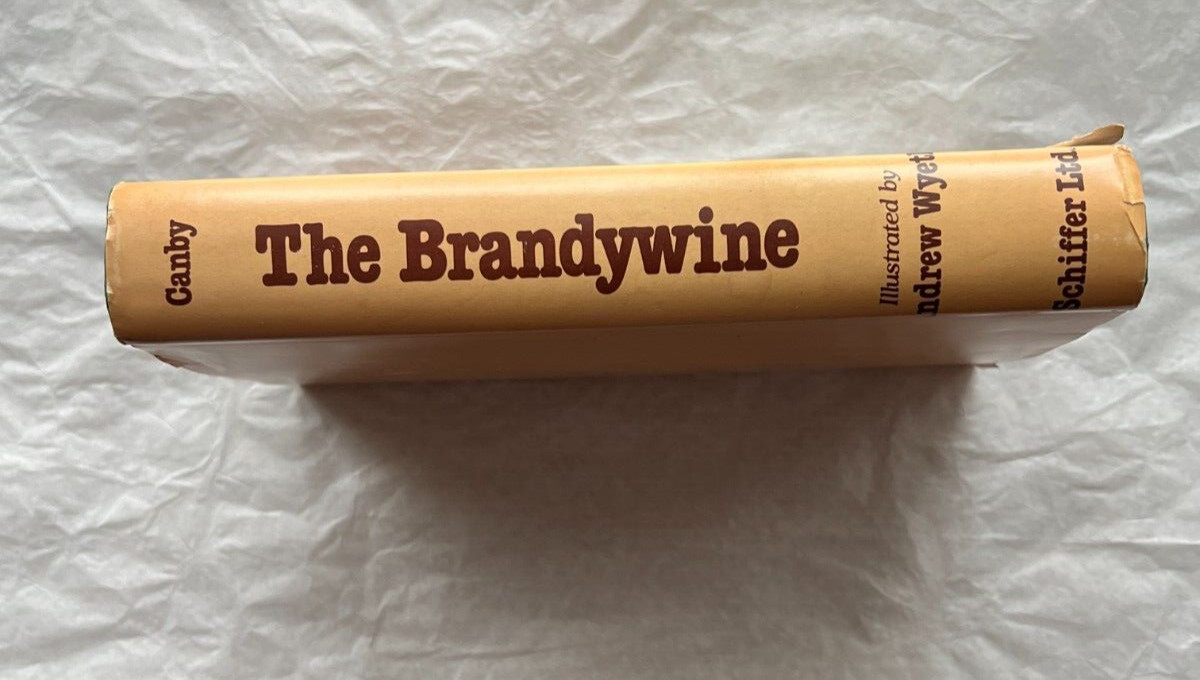 Canby
The Brandywine
Illustrated by
ndrew Wyet
Schiffer Ltd.